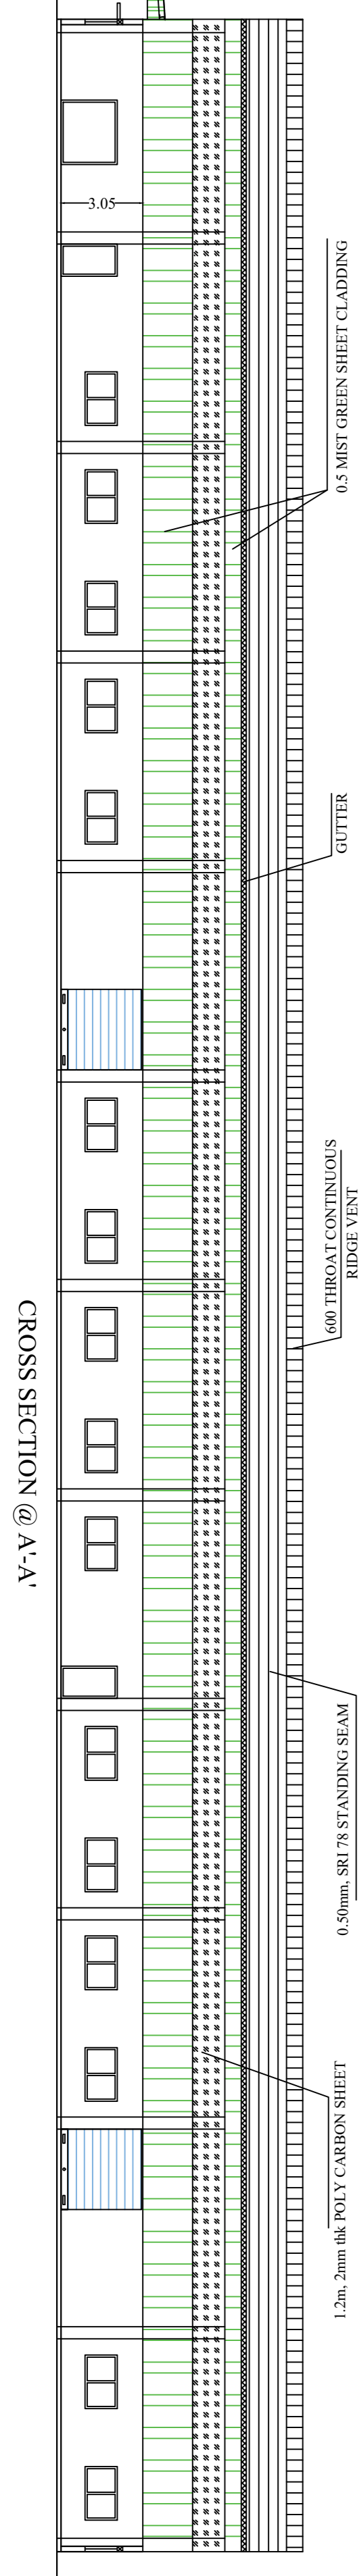 3.05
0.5 MIST GREEN SHEET CLADDING
GUTTER
600 THROAT CONTINUOUS
RIDGE VENT
0.50mm, SRI 78 STANDING SEAM
1.2m, 2mm thk POLY CARBON SHEET
CROSS SECTION @ A'-A'